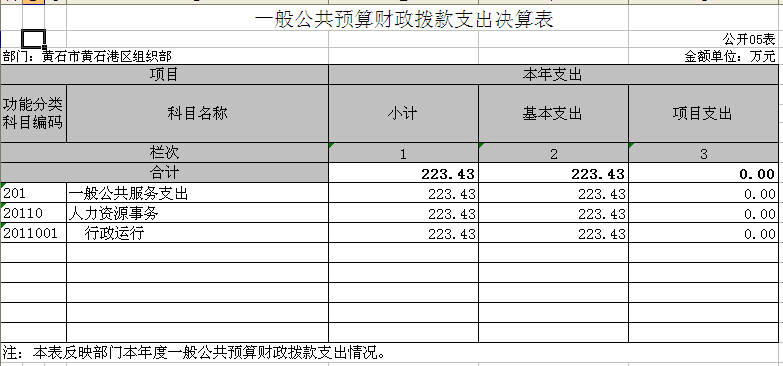 一般公共预算财政拨款支出决算表
公开05表
部门：黄石市黄石港区组织部 金额单位：万元
项目 本年支出
功能分类科目编码 科目名称 小计 基本支出 项目支出
栏次 1 2 3
合计 223.43 223.43 0.00
201 一般公共服务支出 223.43 223.43 0.00
20110 人力资源事务 223.43 223.43 0.00
2011001 行政运行 223.43 223.43 0.00
注：本表反映部门本年度一般公共预算财政拨款支出情况。